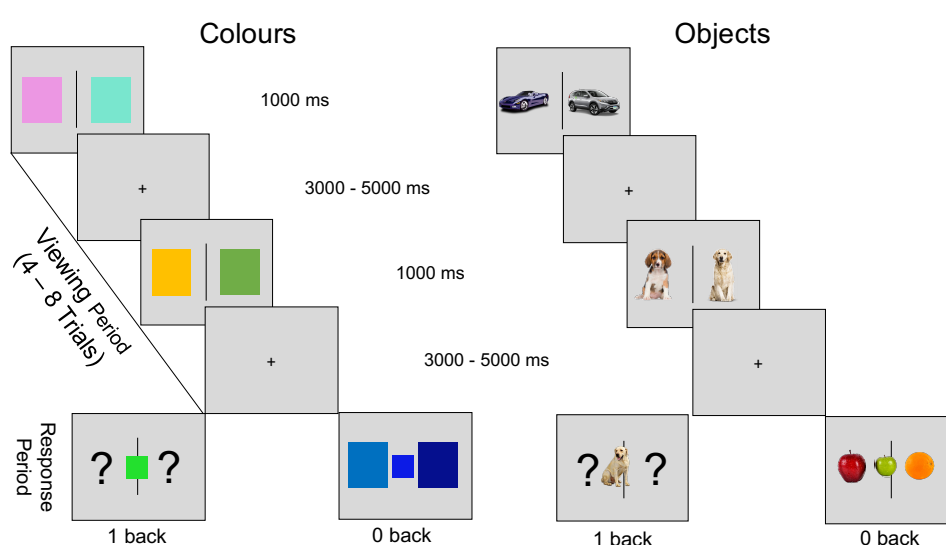 Colours
Objects
1000 ms
+
3000 - 5000 ms
+
1000 ms
Viewing Period
(4 – 8 Trials)
+
3000 - 5000 ms
+
Response
Period
? ?
? ?
1 back
0 back
1 back
0 back